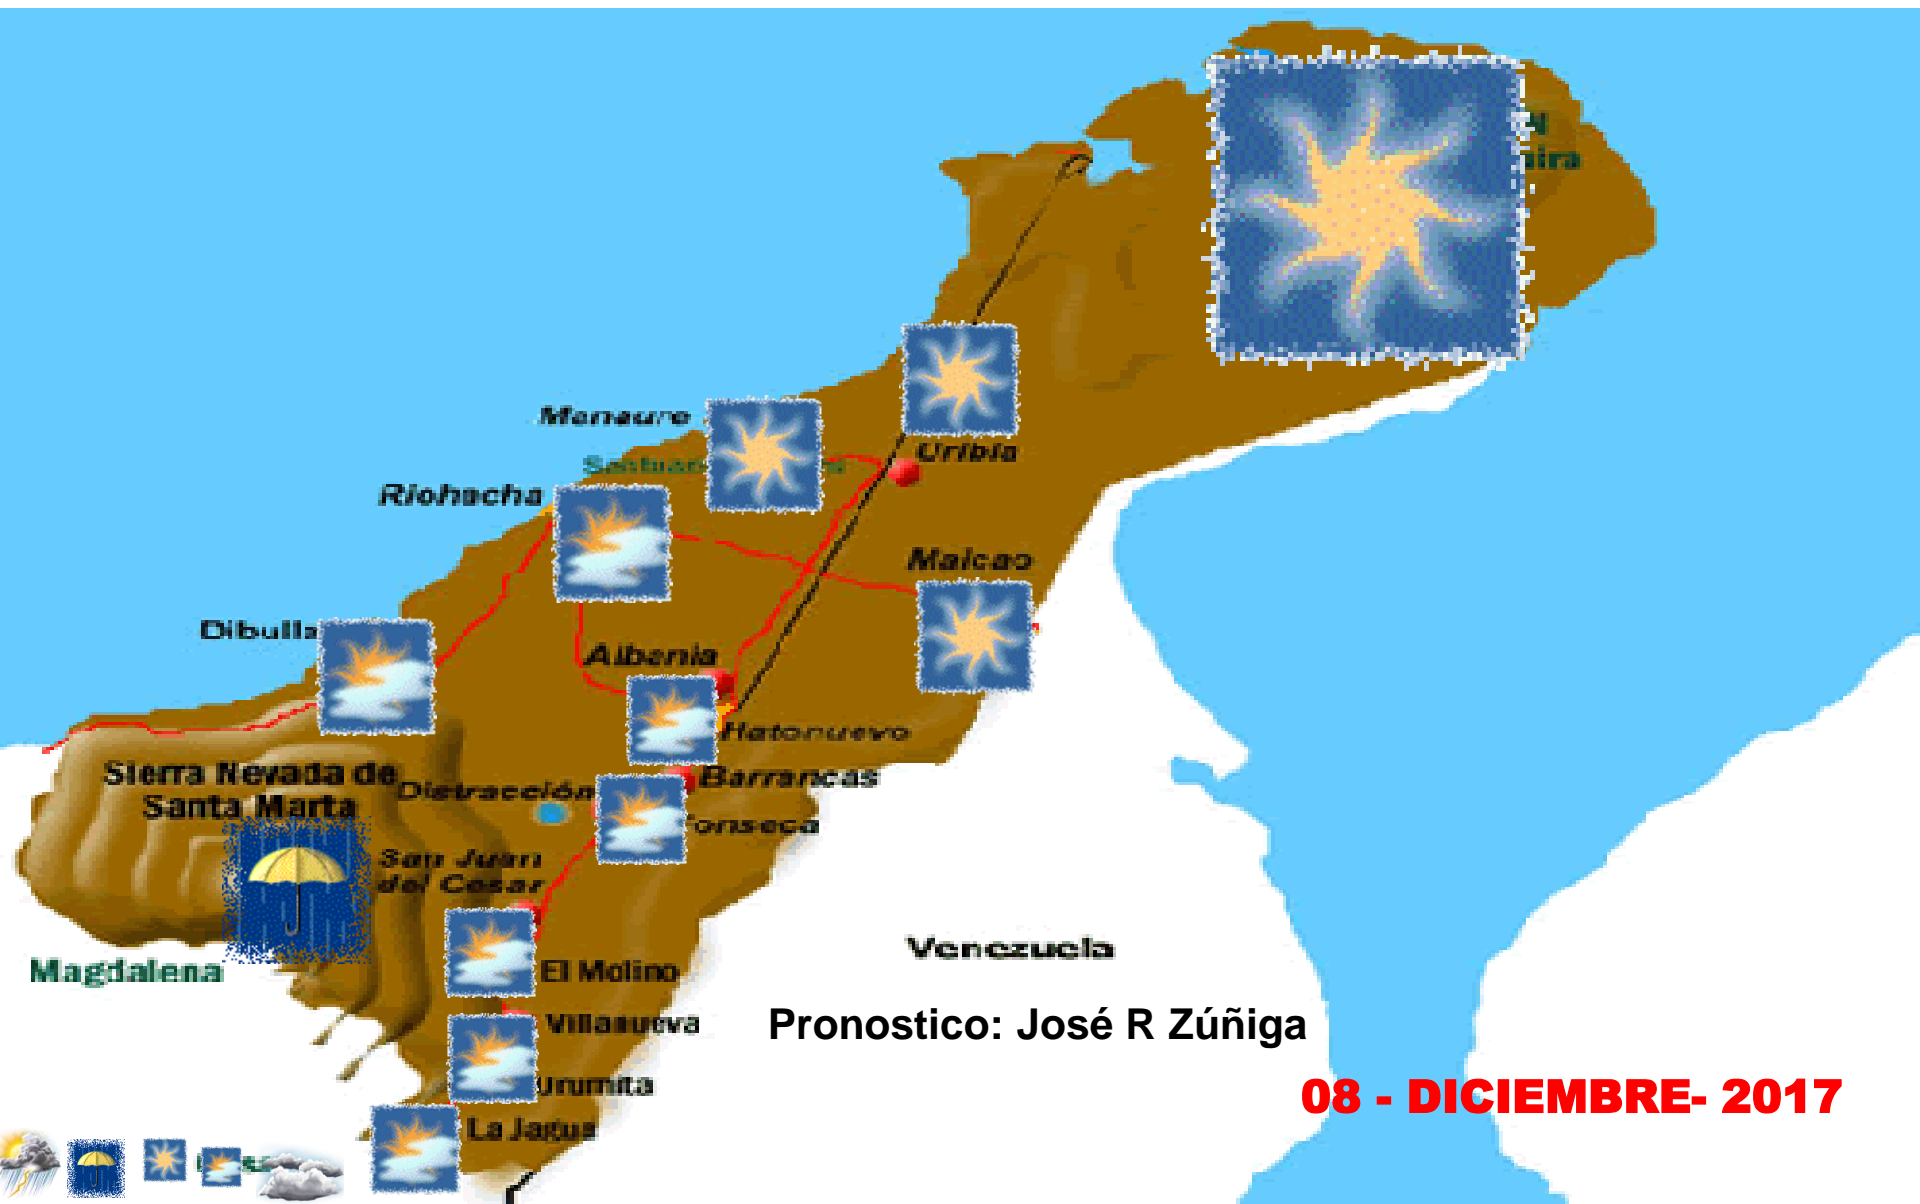 Manaure
Uribia
Riohacha
Maicao
Dibulla
Albania
Hatonuevo
Sierra Nevada de
Santa Marta
Distracción
Barrancas
onseca
San Juan
del Cesar
Venezuela
Magdalena
El Molino
Villanueva
Pronostico: José R Zúñiga
Urumita
08 - DICIEMBRE- 2017
La Jagua